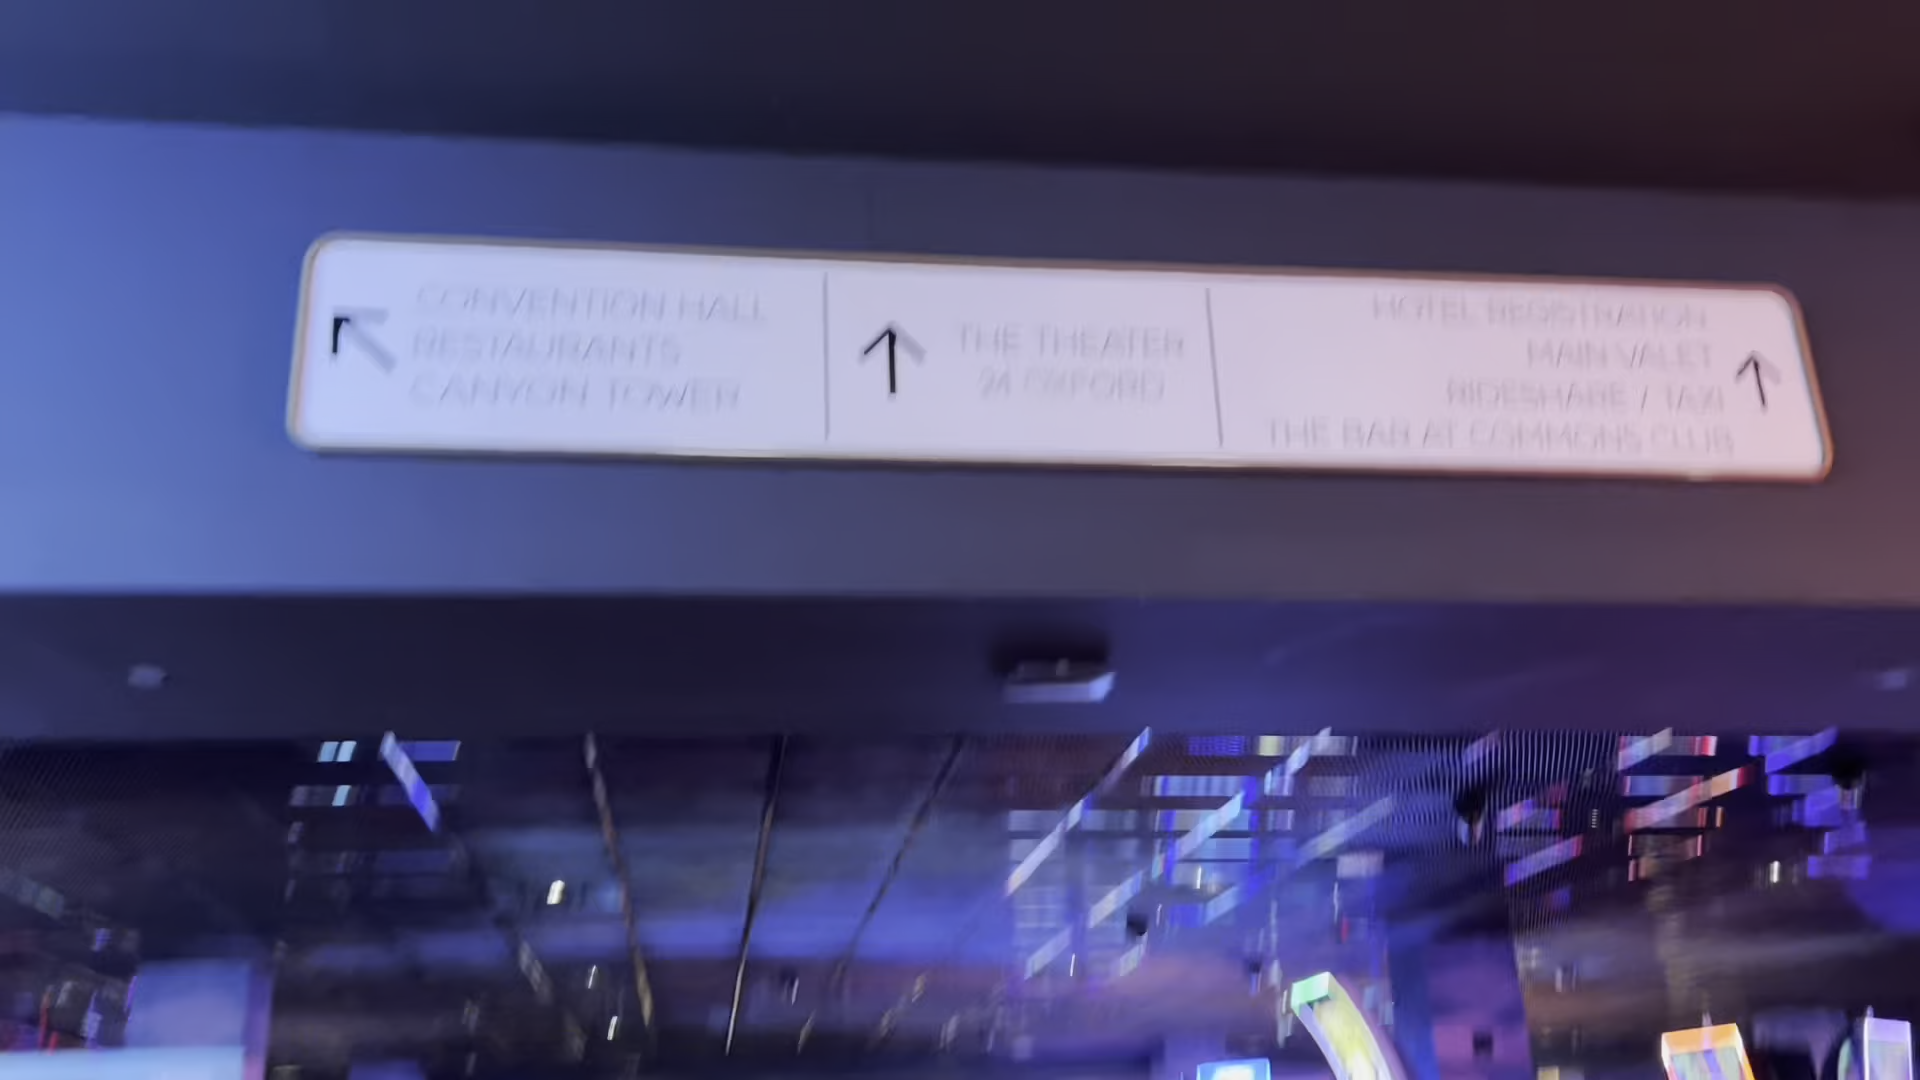 CONVENTION HALL
RESTAURANTS
CANYON TOWER
THE THEATER
24 OXFORD
HOTEL REGISTRATION
MAIN VALET
RIDESHARE / TAXI
THE BAR AT COMMONS CLUB